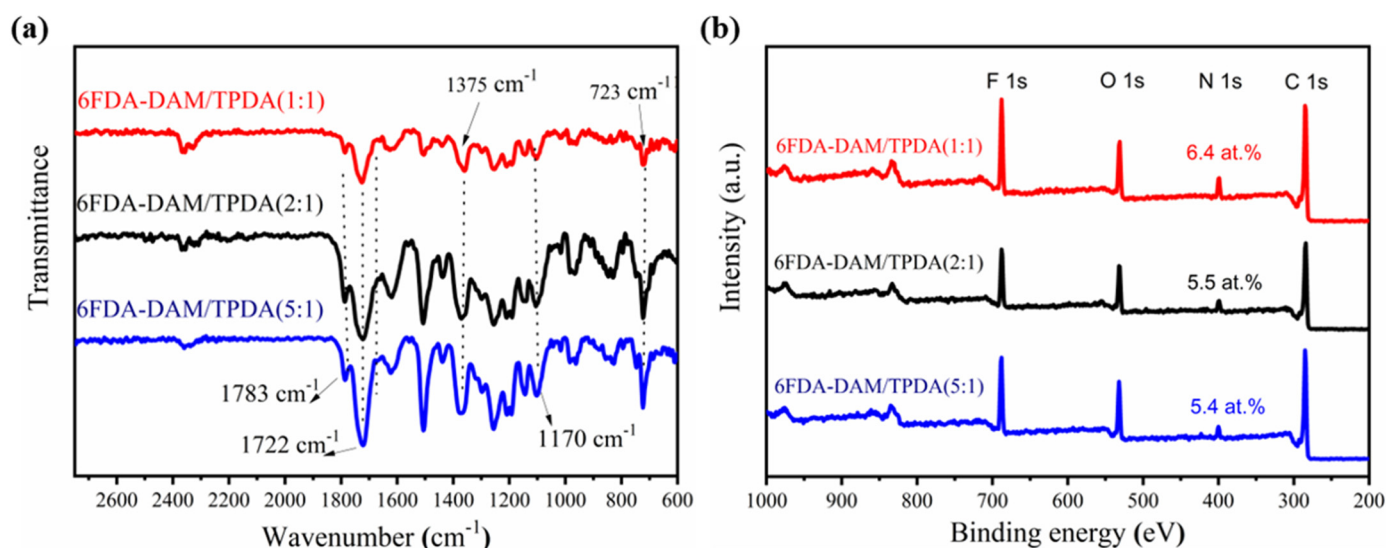 (a)
6FDA-DAM/TPDA(1:1)
1375 cm⁻¹
723 cm⁻¹
6FDA-DAM/TPDA(2:1)
6FDA-DAM/TPDA(5:1)
1783 cm⁻¹
1722 cm⁻¹
1170 cm⁻¹
Transmittance
2600 2400 2200 2000 1800 1600 1400 1200 1000 800 600
Wavenumber (cm⁻¹)
(b)
F 1s O 1s N 1s C 1s
6FDA-DAM/TPDA(1:1)
6.4 at.%
6FDA-DAM/TPDA(2:1)
5.5 at.%
6FDA-DAM/TPDA(5:1)
5.4 at.%
Intensity (a.u.)
1000 900 800 700 600 500 400 300 200
Binding energy (eV)